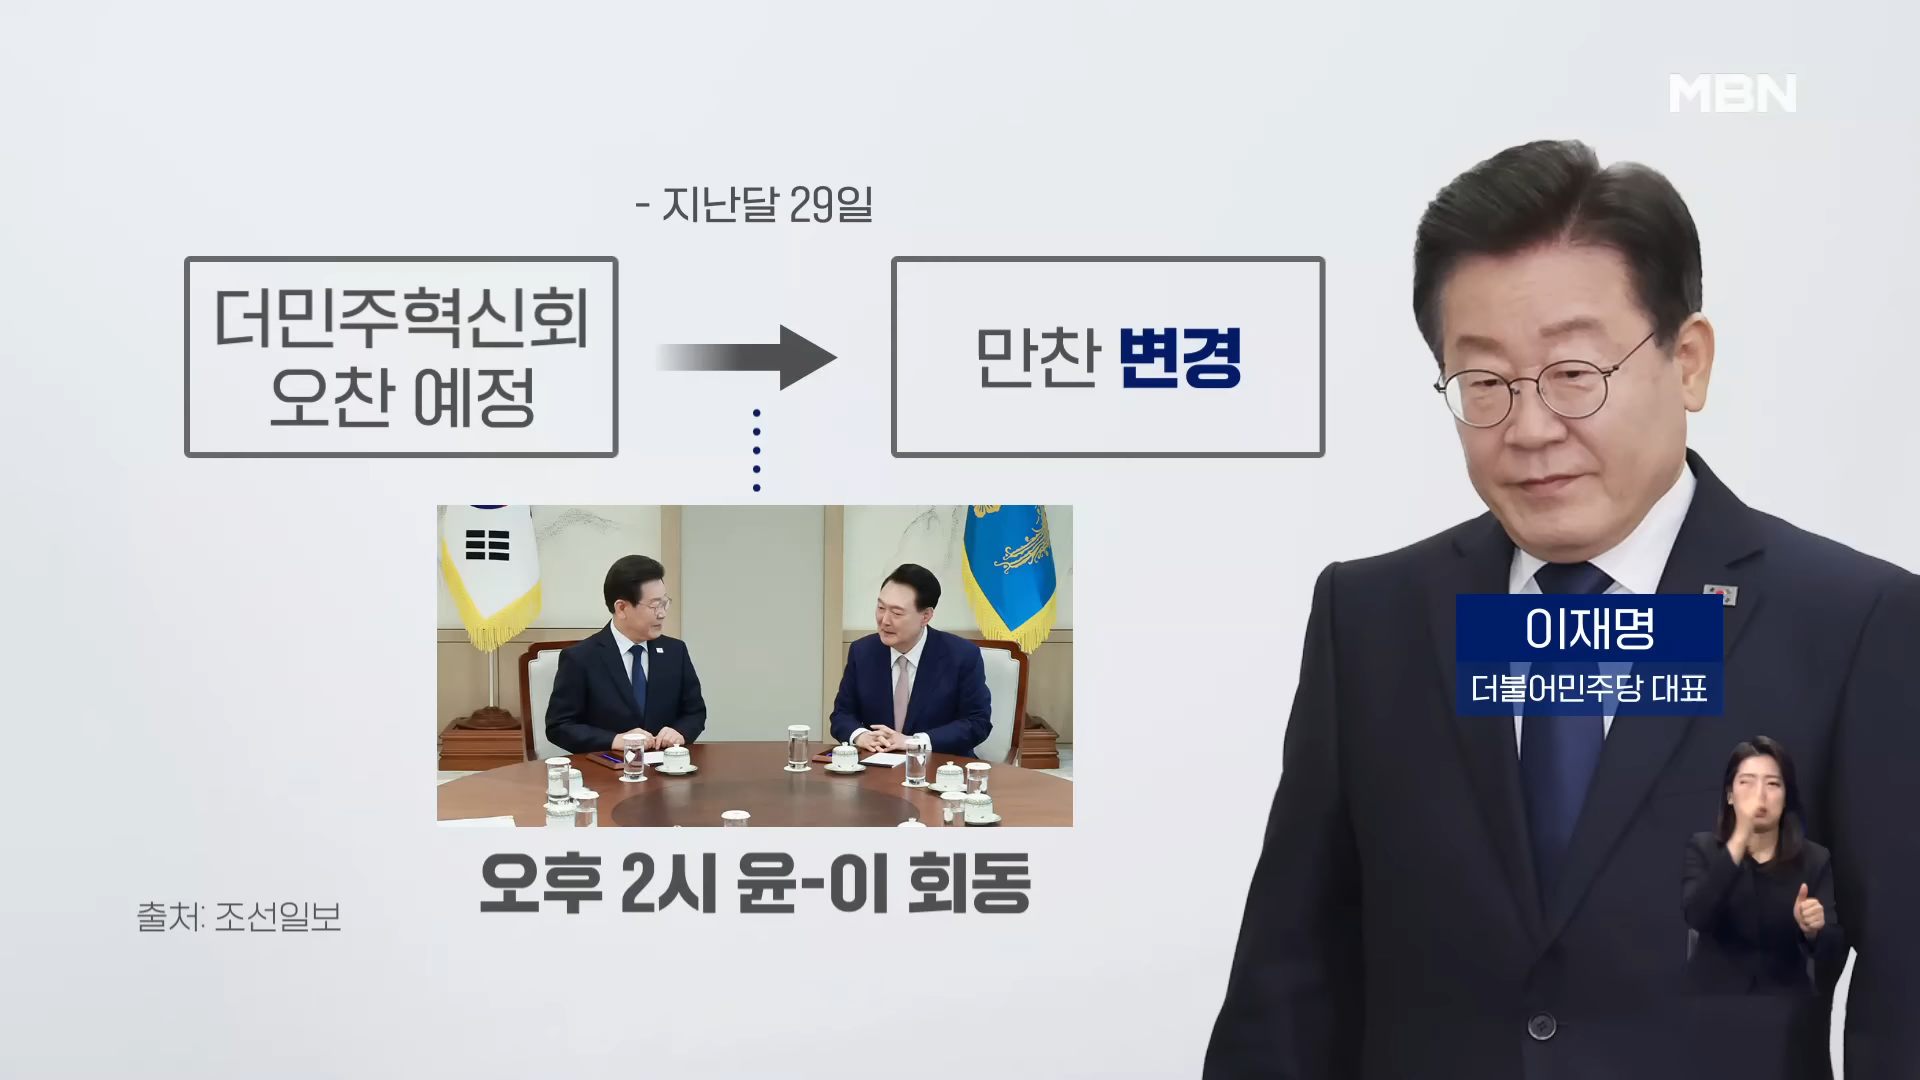 MBN
- 지난달 29일
더민주혁신회
오찬 예정
만찬 변경
오후 2시 윤-이 회동
출처: 조선일보
이재명
더불어민주당 대표